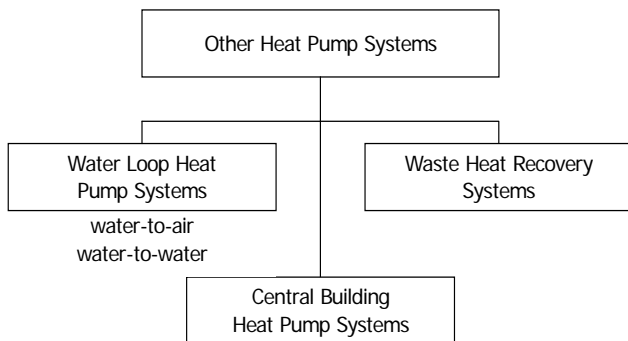 Other Heat Pump Systems
Water Loop Heat
Pump Systems
Waste Heat Recovery
Systems
water-to-air
water-to-water
Central Building
Heat Pump Systems